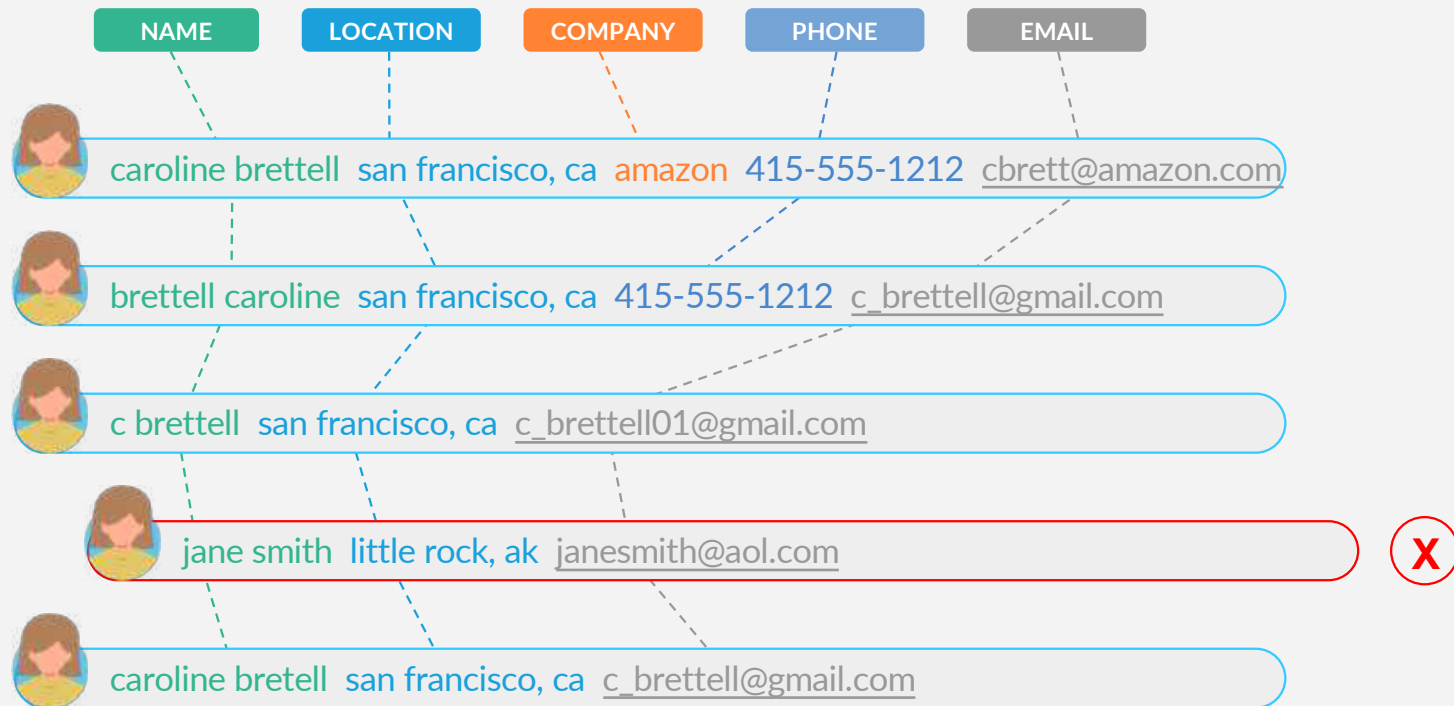 NAME LOCATION COMPANY PHONE EMAIL
caroline brettell san francisco, ca amazon 415-555-1212 cbrett@amazon.com
brettell caroline san francisco, ca 415-555-1212 c_brettell@gmail.com
c brettell san francisco, ca c_brettell01@gmail.com
jane smith little rock, ak janesmith@aol.com X
caroline bretell san francisco, ca c_brettell@gmail.com